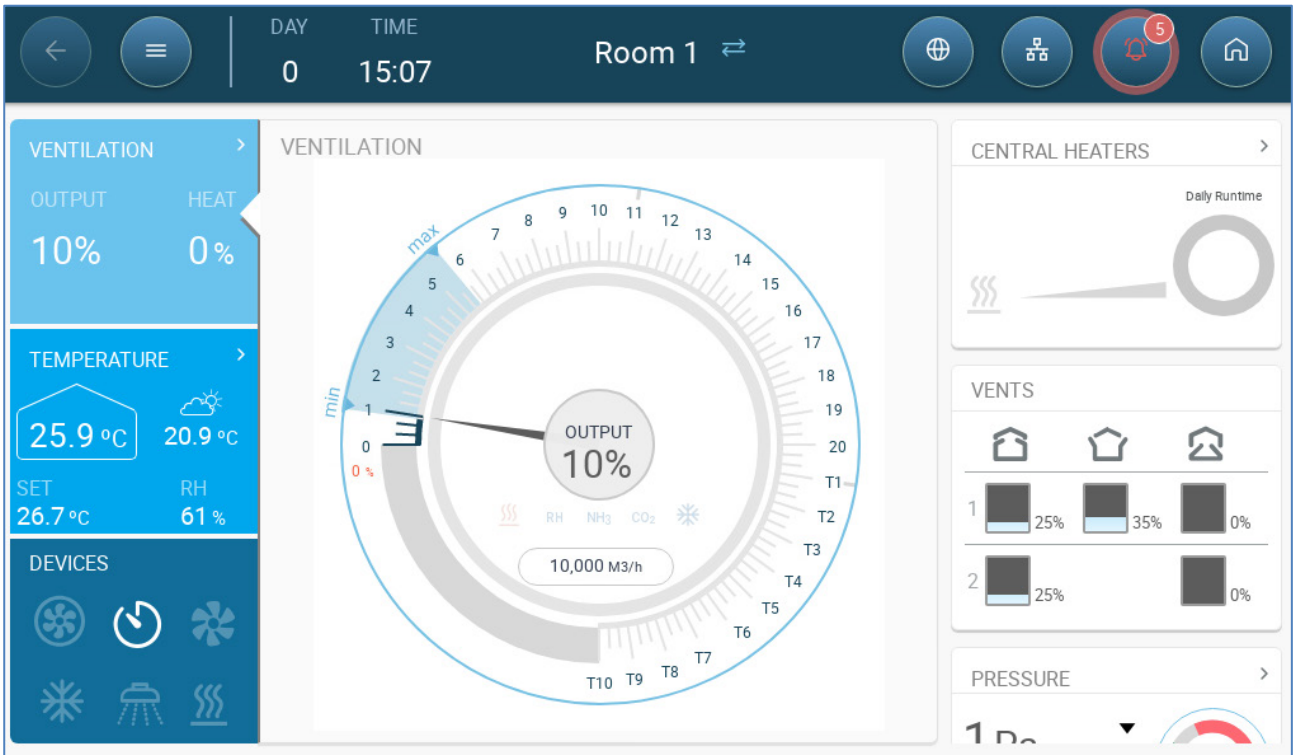 DAY TIME
0 15:07
Room 1
5
VENTILATION
OUTPUT HEAT
10% 0 %
TEMPERATURE
25.9 °C 20.9 °C
SET RH
26.7 °C 61 %
DEVICES
VENTILATION
min
max
0 %
0
1
2
3
4
5
6
7
8
9
10
11
12
13
14
15
16
17
18
19
20
T1
T2
T3
T4
T5
T6
T7
T8
T9
T10
OUTPUT
10%
RH NH3 CO2
10,000 M3/h
CENTRAL HEATERS
Daily Runtime
VENTS
1 25% 35% 0%
2 25% 0%
PRESSURE
1 Pa